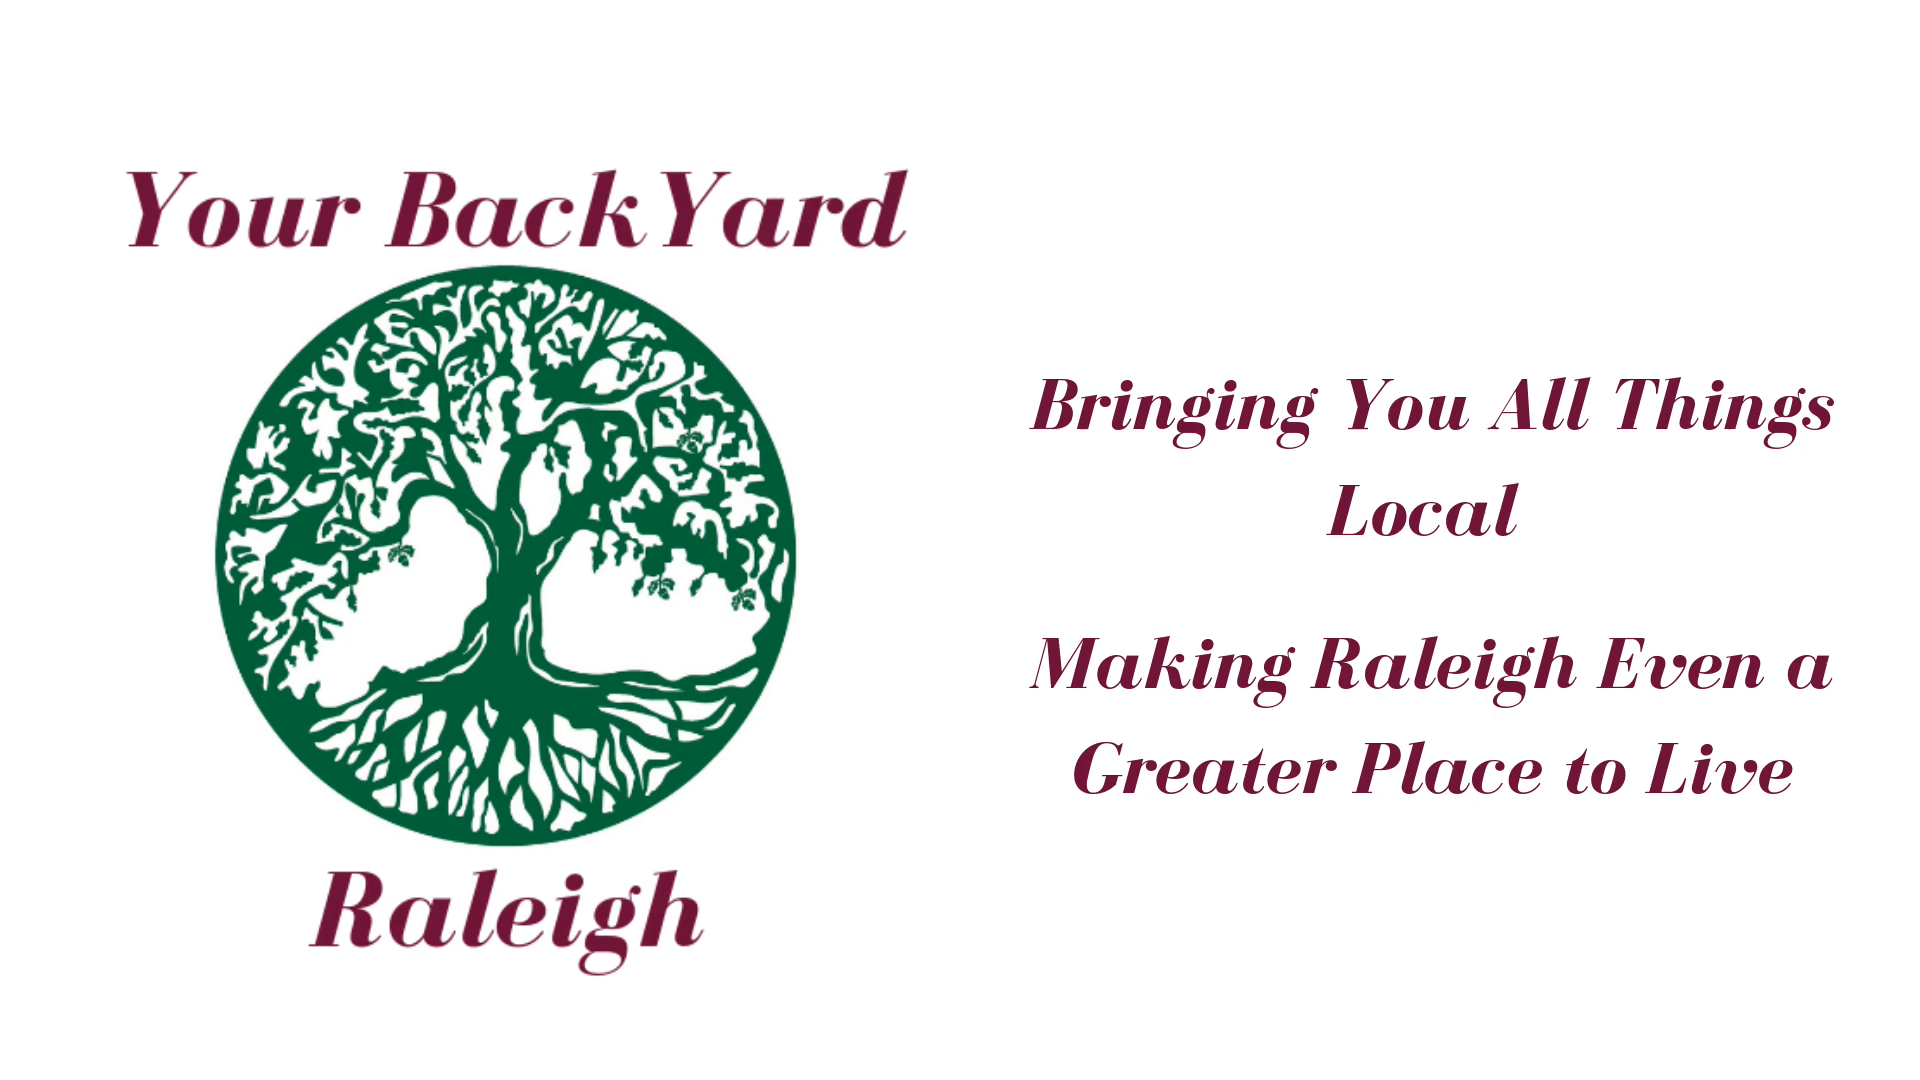 Your BackYard
Raleigh
Bringing You All Things
Local
Making Raleigh Even a
Greater Place to Live